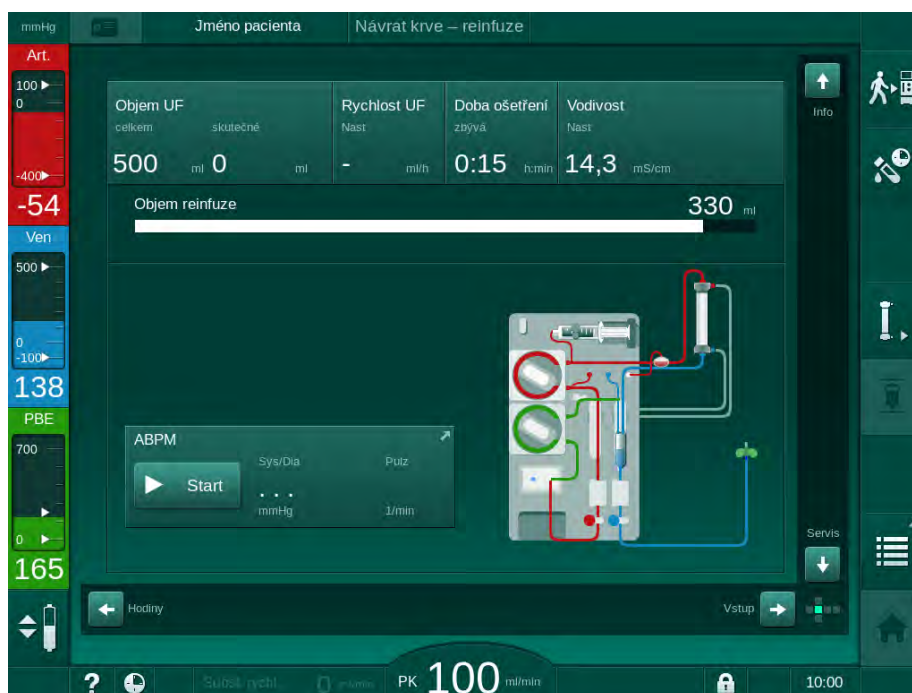 mmHg Jméno pacienta Návrat krve – reinfuze
Art.
100
0
-400
-54
Ven
500
0
-100
138
PBE
700
0
165
Objem UF Rychlost UF Doba ošetření Vodivost
celkem skutečné Nast zbývá Nast
500 ml 0 ml - ml/h 0:15 h:min 14,3 mS/cm
Objem reinfuze 330 ml
ABPM
Sys/Dia Pulz
Start . . .
mmHg 1/min
Info
Servis
Hodiny Vstup
? PK 100 ml/min 10:00